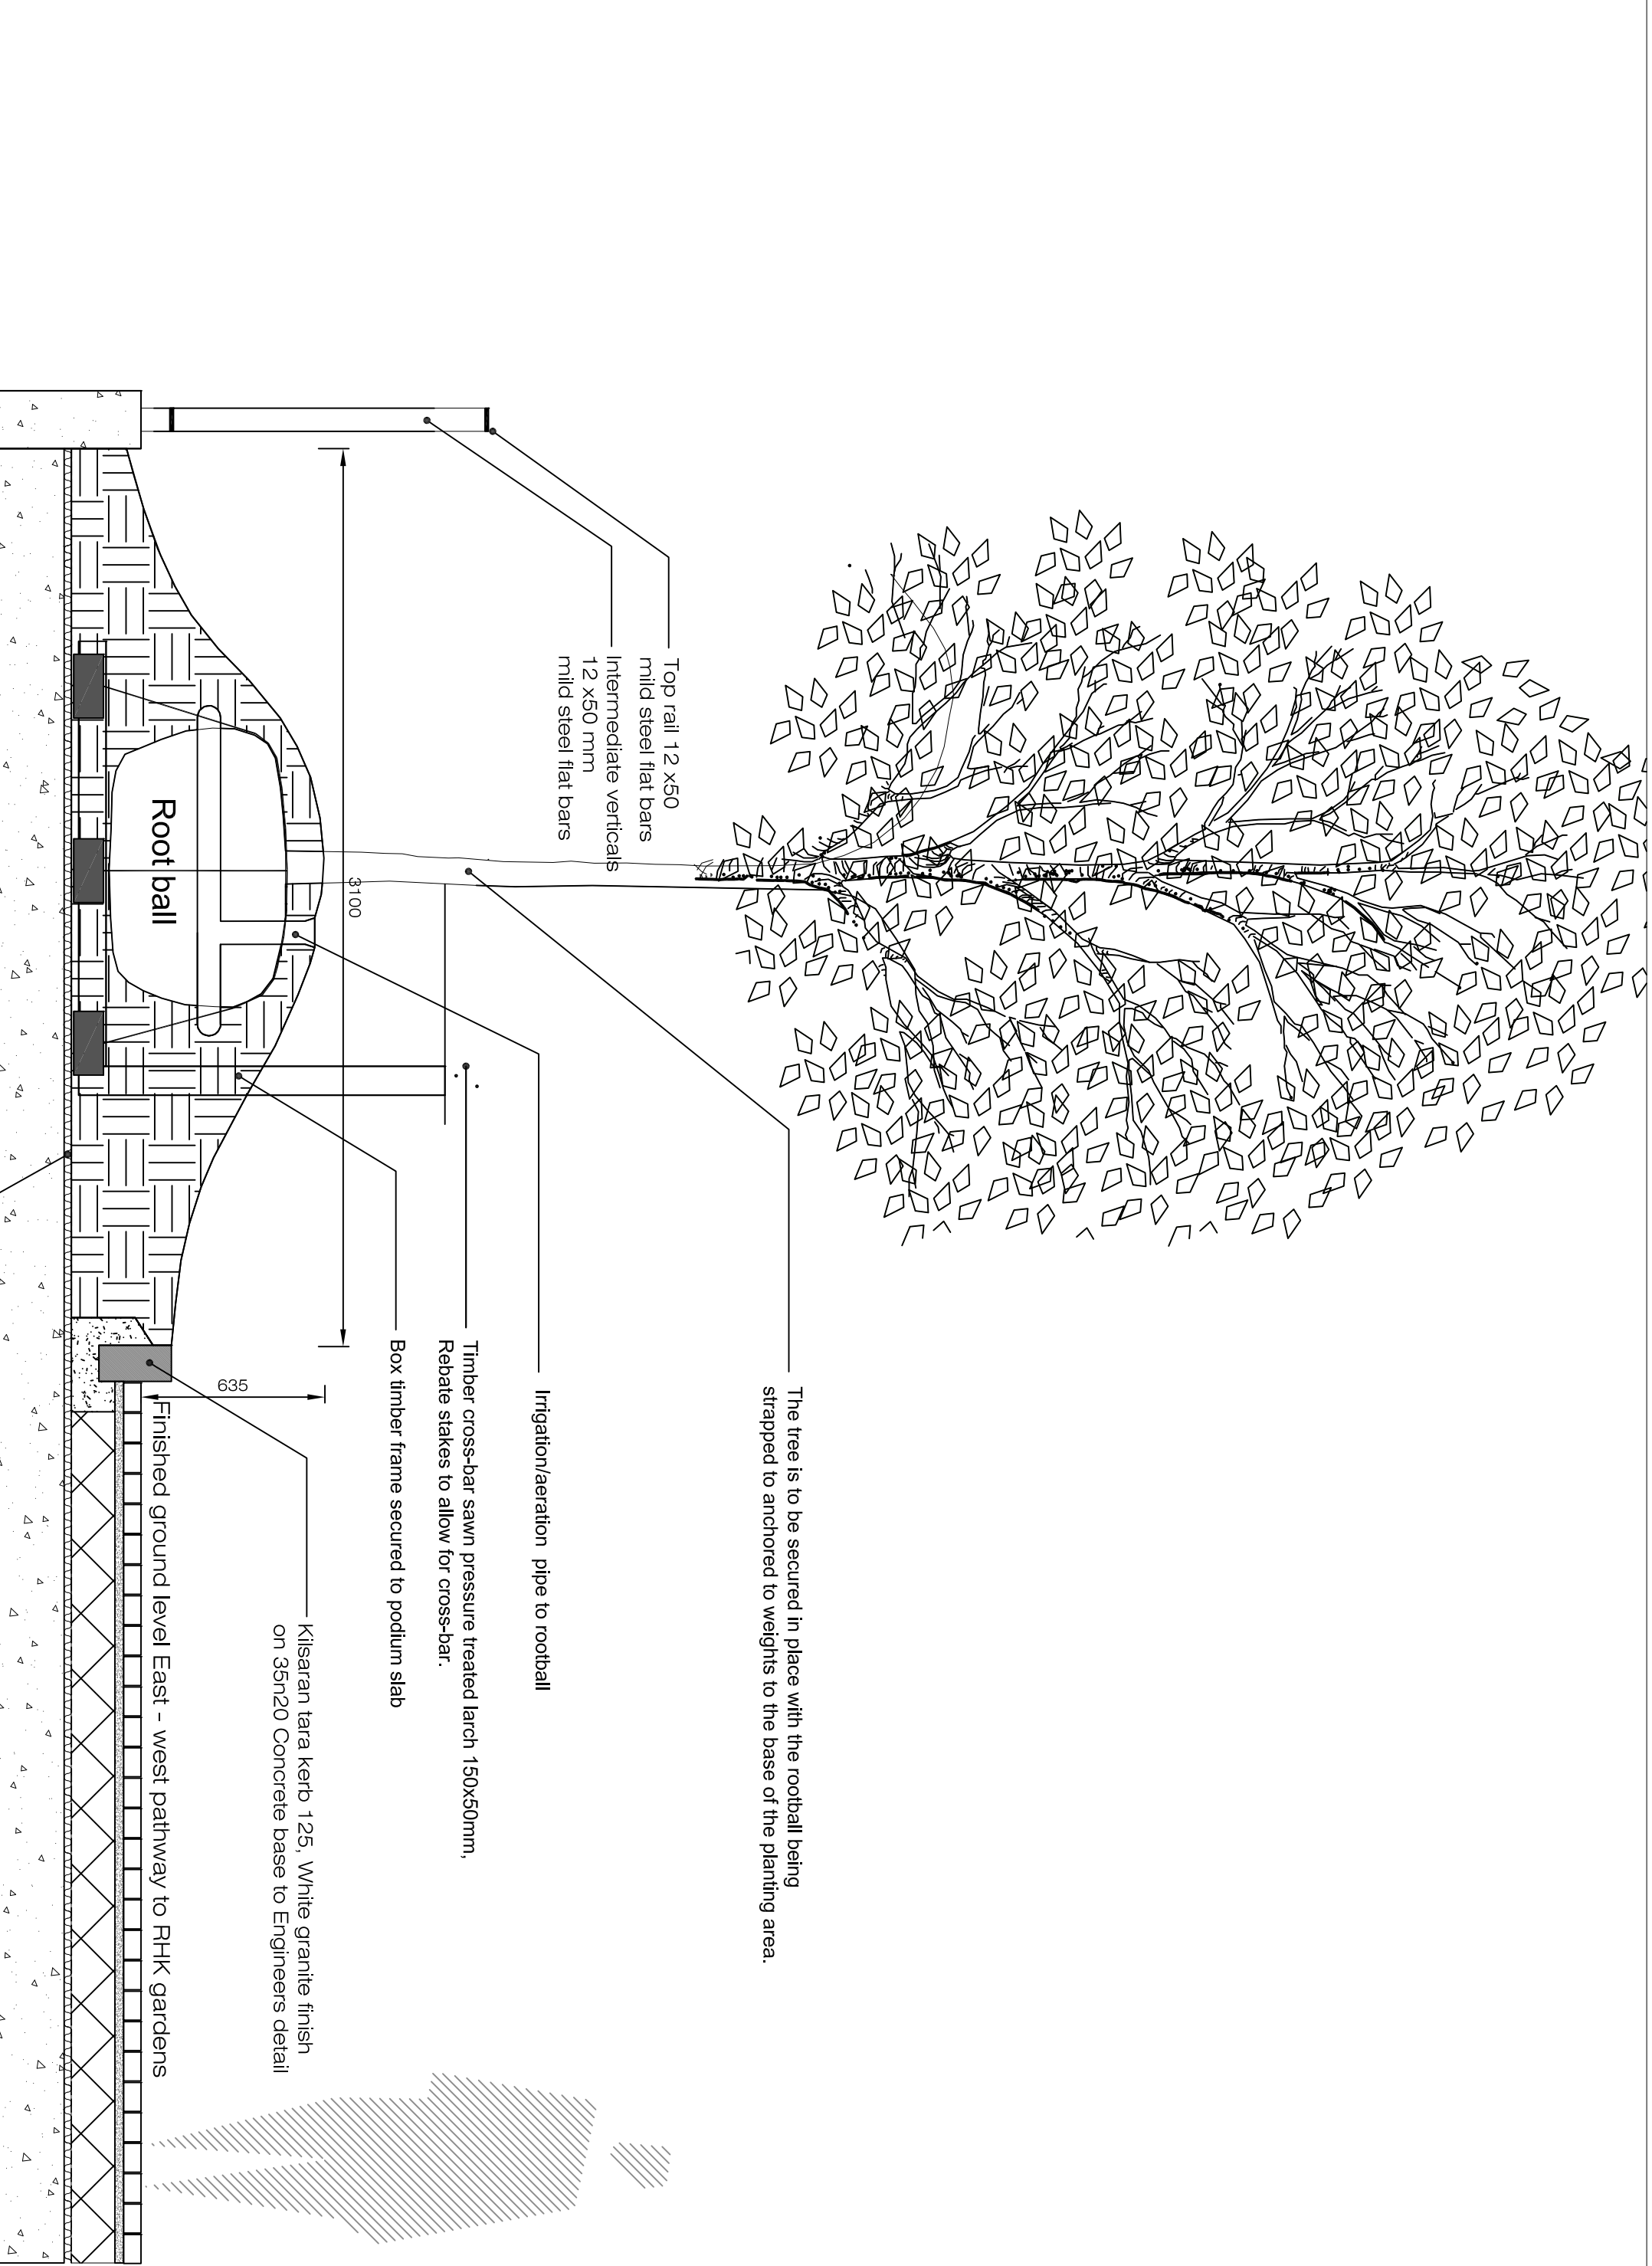 Top rail 12 x50
mild steel flat bars
Intermediate verticals
12 x50 mm
mild steel flat bars
The tree is to be secured in place with the rootball being
strapped to anchored to weights to the base of the planting area.
Irrigation/aeration pipe to rootball
Timber cross-bar sawn pressure treated larch 150x50mm,
Rebate stakes to allow for cross-bar.
Box timber frame secured to podium slab
3100
Root ball
635
Kilsaran tara kerb 125, White granite finish
on 35n20 Concrete base to Engineers detail
Finished ground level East - west pathway to RHK gardens